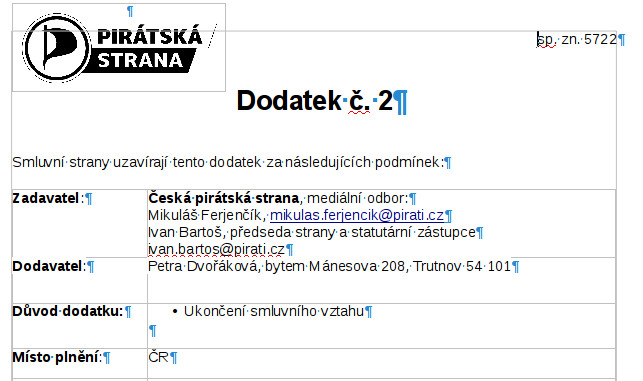 PIRÁTSKÁ
STRANA
sp. zn. 5722
Dodatek č. 2
Smluvní strany uzavírají tento dodatek za následujících podmínek:
Zadavatel: Česká pirátská strana, mediální odbor:
Mikuláš Ferjenčík, mikulas.ferjencik@pirati.cz
Ivan Bartoš, předseda strany a statutární zástupce
ivan.bartos@pirati.cz
Dodavatel: Petra Dvořáková, bytem Mánesova 208, Trutnov 54 101
Důvod dodatku: • Ukončení smluvního vztahu
Místo plnění: ČR